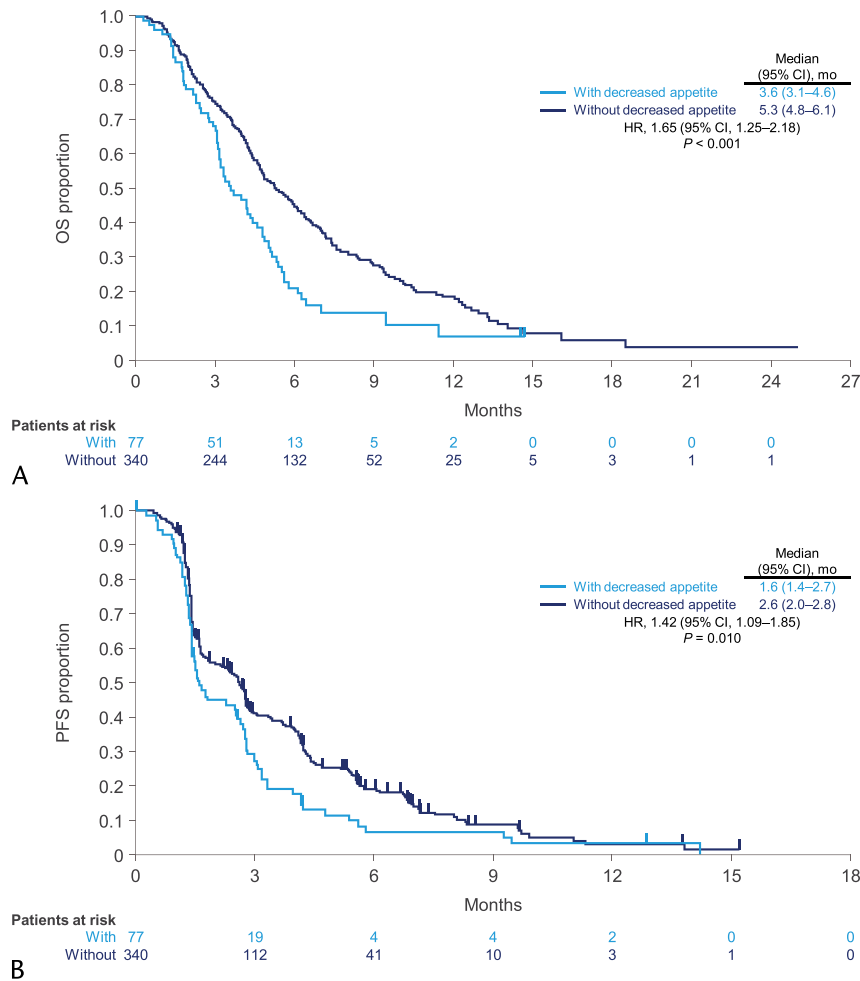 1.0
0.9
0.8
0.7
0.6
0.5
0.4
0.3
0.2
0.1
0
OS proportion
Median
(95% CI), mo
With decreased appetite 3.6 (3.1–4.6)
Without decreased appetite 5.3 (4.8–6.1)
HR, 1.65 (95% CI, 1.25–2.18)
P < 0.001
0 3 6 9 12 15 18 21 24 27
Months
Patients at risk
With 77 51 13 5 2 0 0 0 0
Without 340 244 132 52 25 5 3 1 1
A
1.0
0.9
0.8
0.7
0.6
0.5
0.4
0.3
0.2
0.1
0
PFS proportion
Median
(95% CI), mo
With decreased appetite 1.6 (1.4–2.7)
Without decreased appetite 2.6 (2.0–2.8)
HR, 1.42 (95% CI, 1.09–1.85)
P = 0.010
0 3 6 9 12 15 18
Months
Patients at risk
With 77 19 4 4 2 0 0
Without 340 112 41 10 3 1 0
B